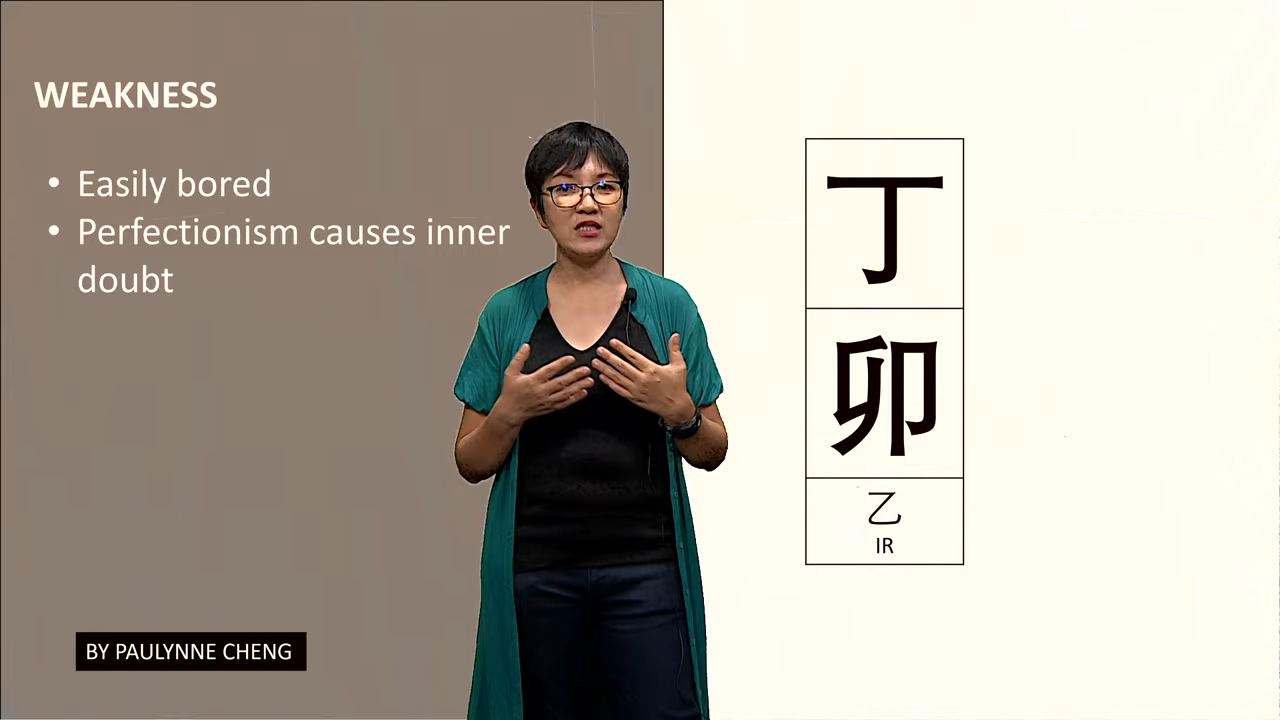 WEAKNESS
• Easily bored
• Perfectionism causes inner
doubt
丁
卯
乙
IR
BY PAULYNNE CHENG